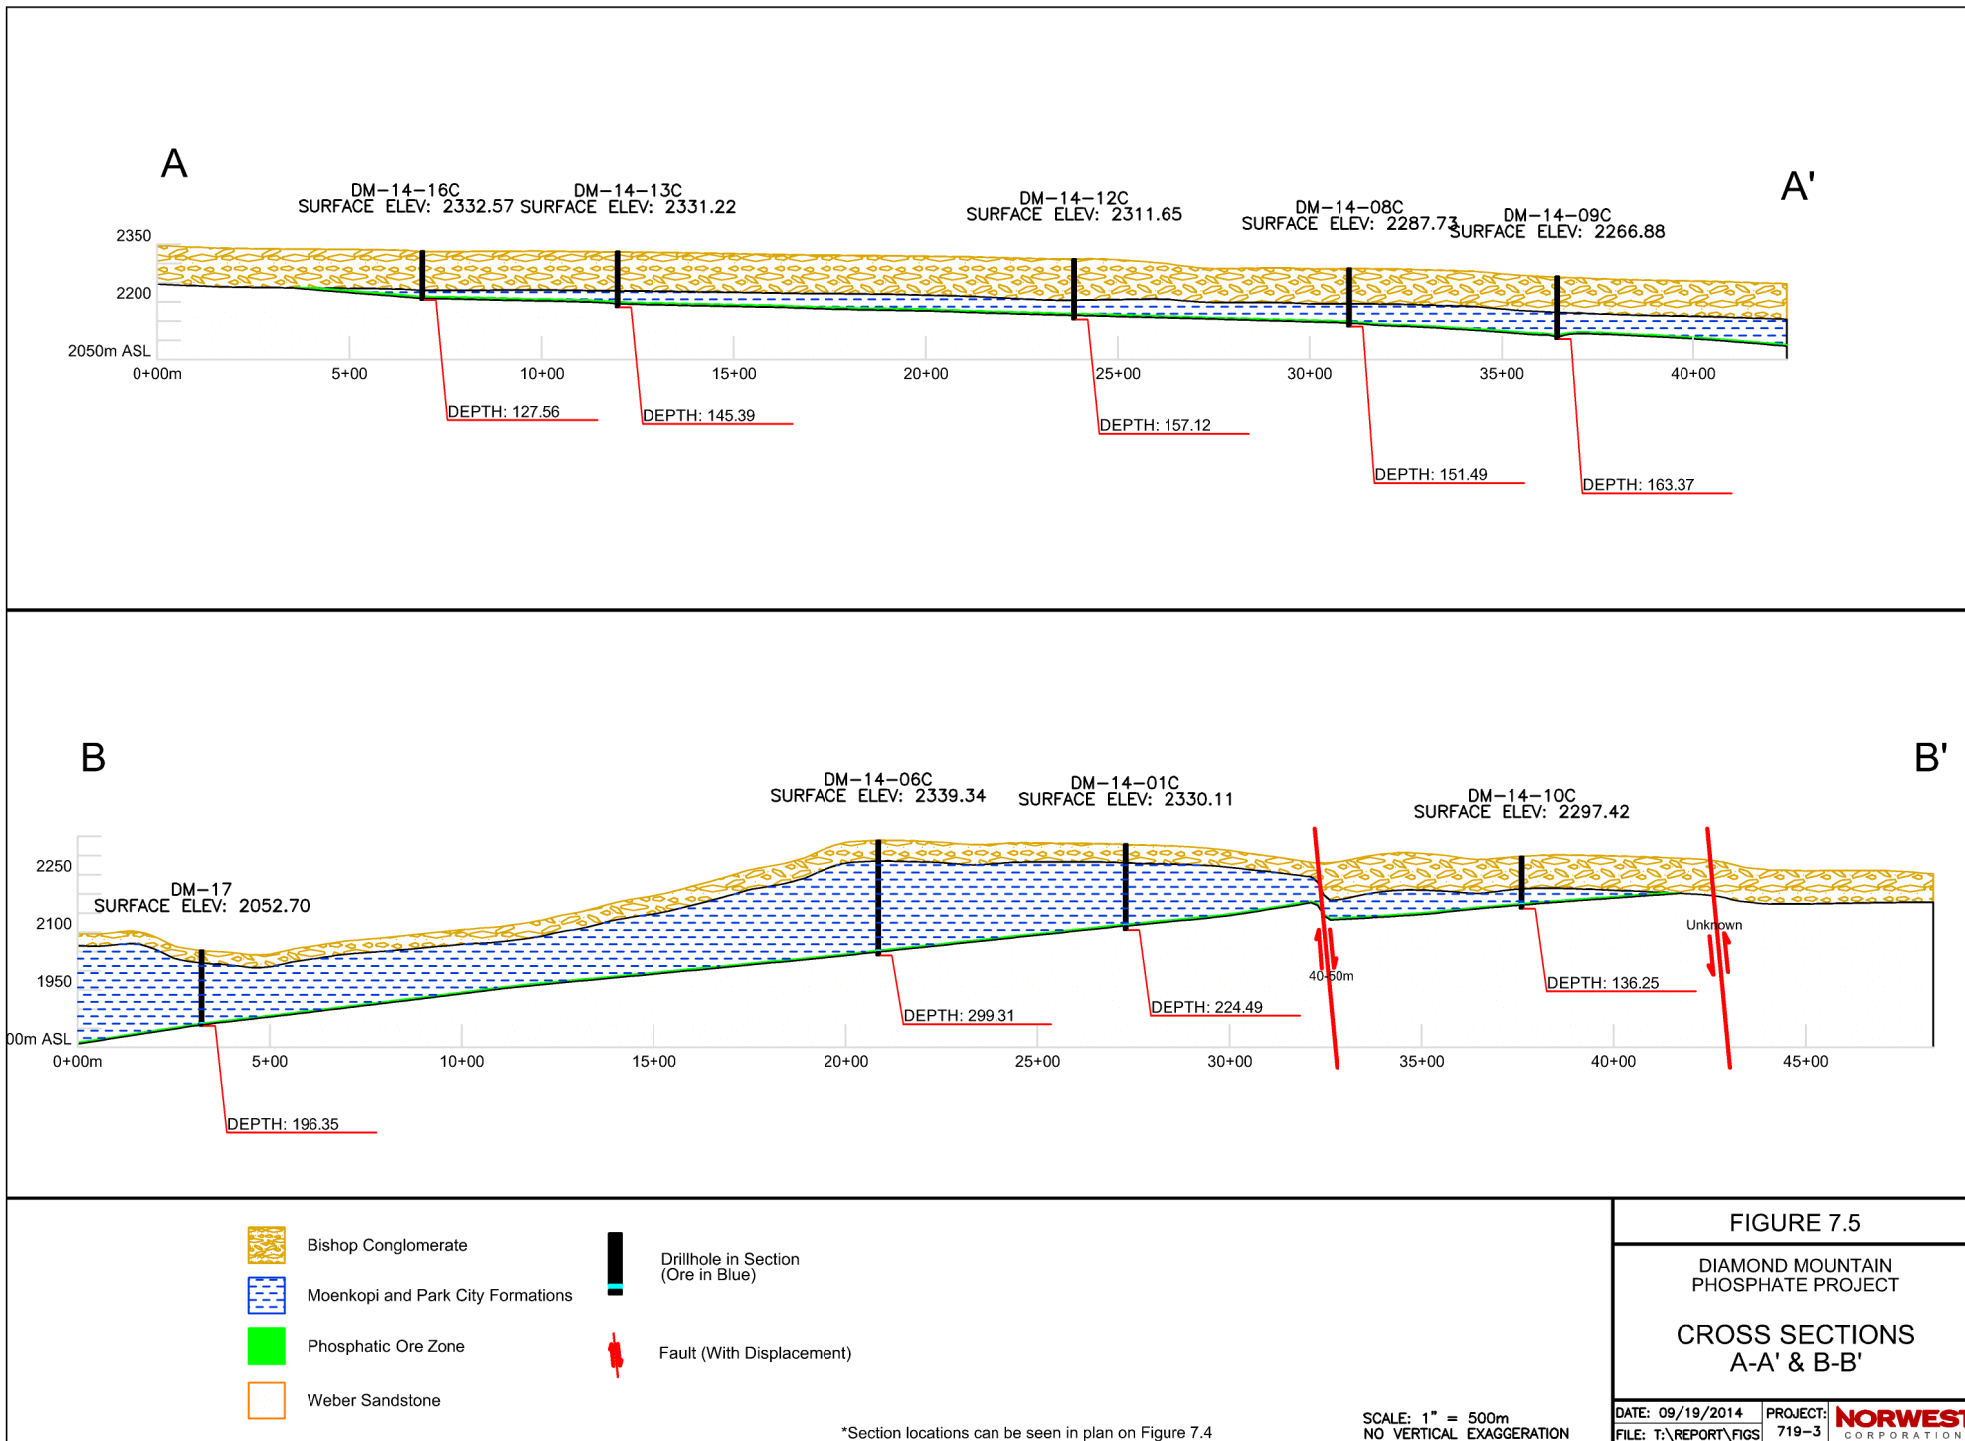 A
A'
DM-14-16C
SURFACE ELEV: 2332.57
DM-14-13C
SURFACE ELEV: 2331.22
DM-14-12C
SURFACE ELEV: 2311.65
DM-14-08C
SURFACE ELEV: 2287.73
DM-14-09C
SURFACE ELEV: 2266.88
2350
2200
2050m ASL
0+00m
5+00
10+00
15+00
20+00
25+00
30+00
35+00
40+00
DEPTH: 127.56
DEPTH: 145.39
DEPTH: 157.12
DEPTH: 151.49
DEPTH: 163.37
B
B'
DM-14-06C
SURFACE ELEV: 2339.34
DM-14-01C
SURFACE ELEV: 2330.11
DM-14-10C
SURFACE ELEV: 2297.42
DM-17
SURFACE ELEV: 2052.70
2250
2100
1950
00m ASL
Unknown
40-50m
0+00m
5+00
10+00
15+00
20+00
25+00
30+00
35+00
40+00
45+00
DEPTH: 136.25
DEPTH: 299.31
DEPTH: 224.49
DEPTH: 196.35
Bishop Conglomerate
Moenkopi and Park City Formations
Phosphatic Ore Zone
Weber Sandstone
Drillhole in Section
(Ore in Blue)
Fault (With Displacement)
*Section locations can be seen in plan on Figure 7.4
SCALE: 1" = 500m
NO VERTICAL EXAGGERATION
FIGURE 7.5
DIAMOND MOUNTAIN
PHOSPHATE PROJECT
CROSS SECTIONS
A-A' & B-B'
DATE: 09/19/2014
FILE: T:\REPORT\FIGS
PROJECT:
719-3
NORWEST
CORPORATION